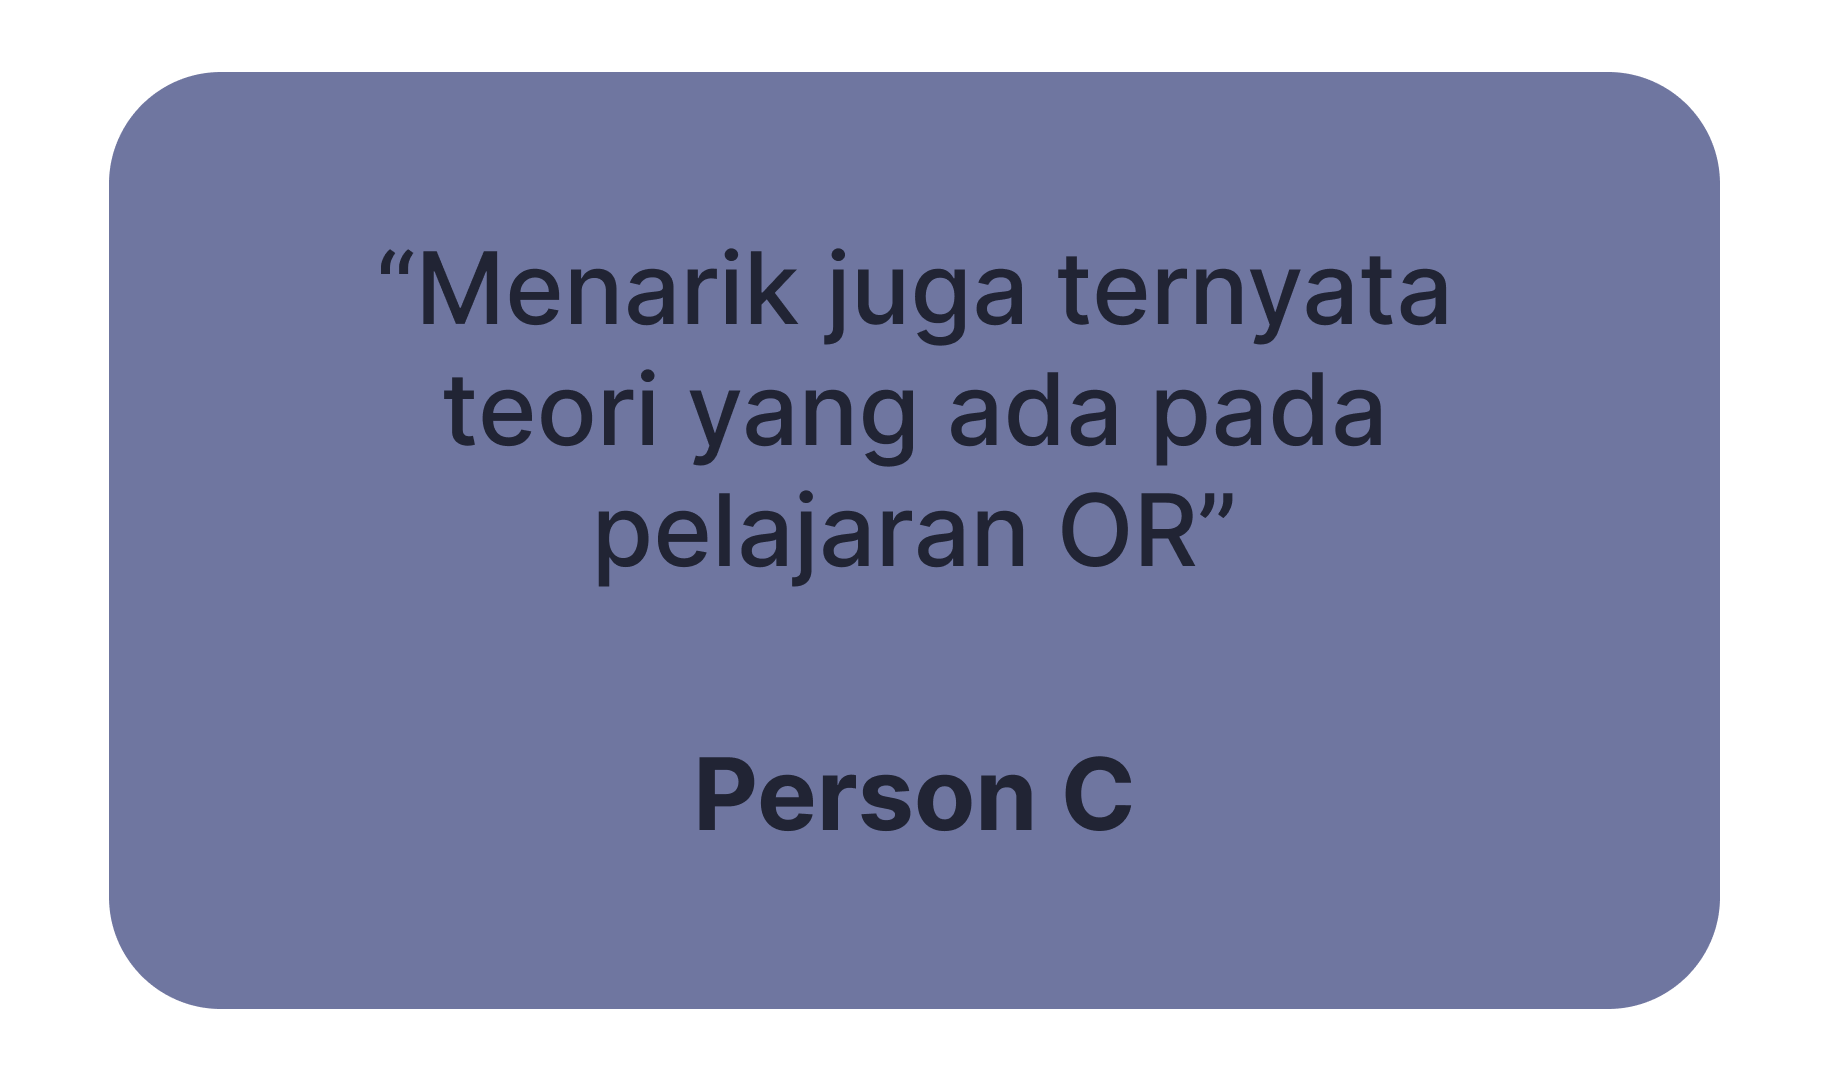 “Menarik juga ternyata
teori yang ada pada
pelajaran OR”
Person C